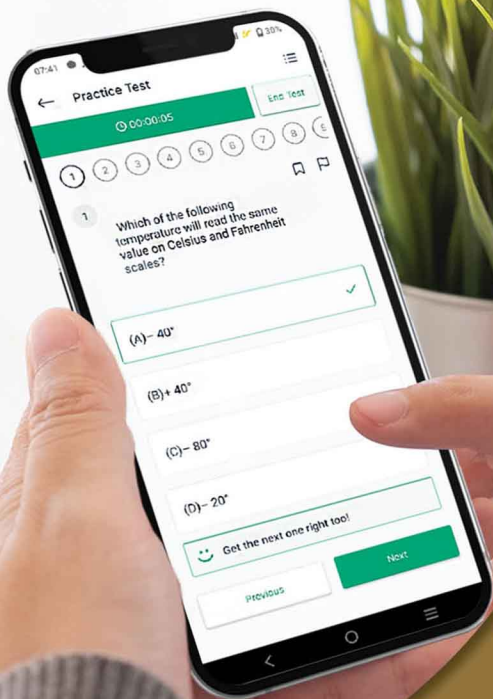 07:41 30%
← Practice Test
00:00:05 End Test
1 2 3 4 5 6 7 8
1 Which of the following
temperature will read the same
value on Celsius and Fahrenheit
scales?
(A)– 40°
(B)+ 40°
(C)– 80°
(D)– 20°
Get the next one right too!
Previous Next